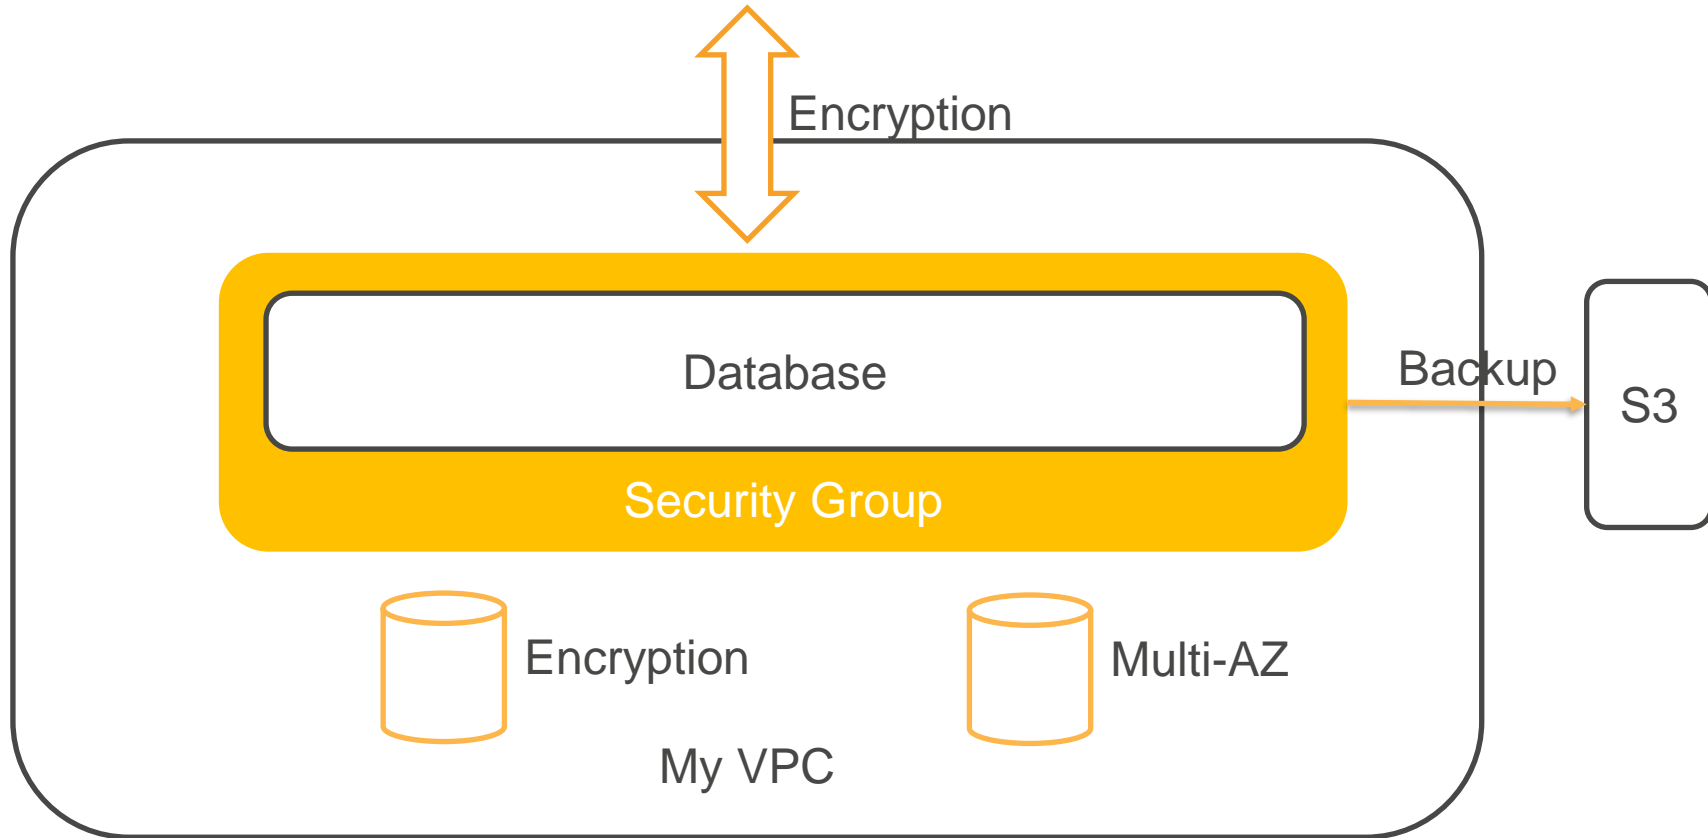 Encryption
Database
Backup
S3
Security Group
Encryption
Multi-AZ
My VPC